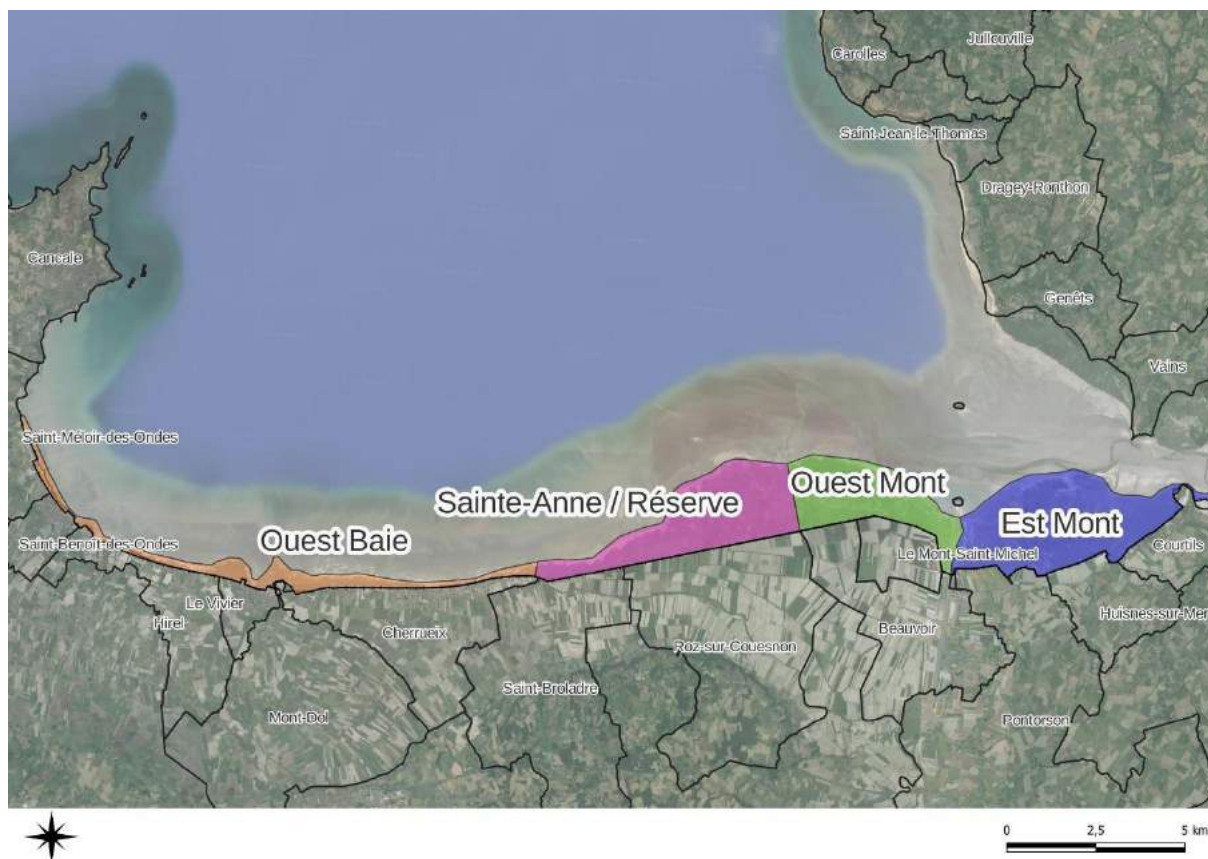 Jullouville
Carolles
Saint-Jean-le-Thomas
Dragey-Ronthon
Cancale
Genêts
Vains
Saint-Méloir-des-Ondes
Ouest Mont
Sainte-Anne / Réserve
Est Mont
Ouest Baie
Saint-Benoît-des-Ondes
Le Mont-Saint-Michel
Courtils
Le Vivier
Hirel
Cherrueix
Huisnes-sur-Mer
Beauvoir
Roz-sur-Couesnon
Saint-Broladre
Mont-Dol
Pontorson
0 2,5 5 km